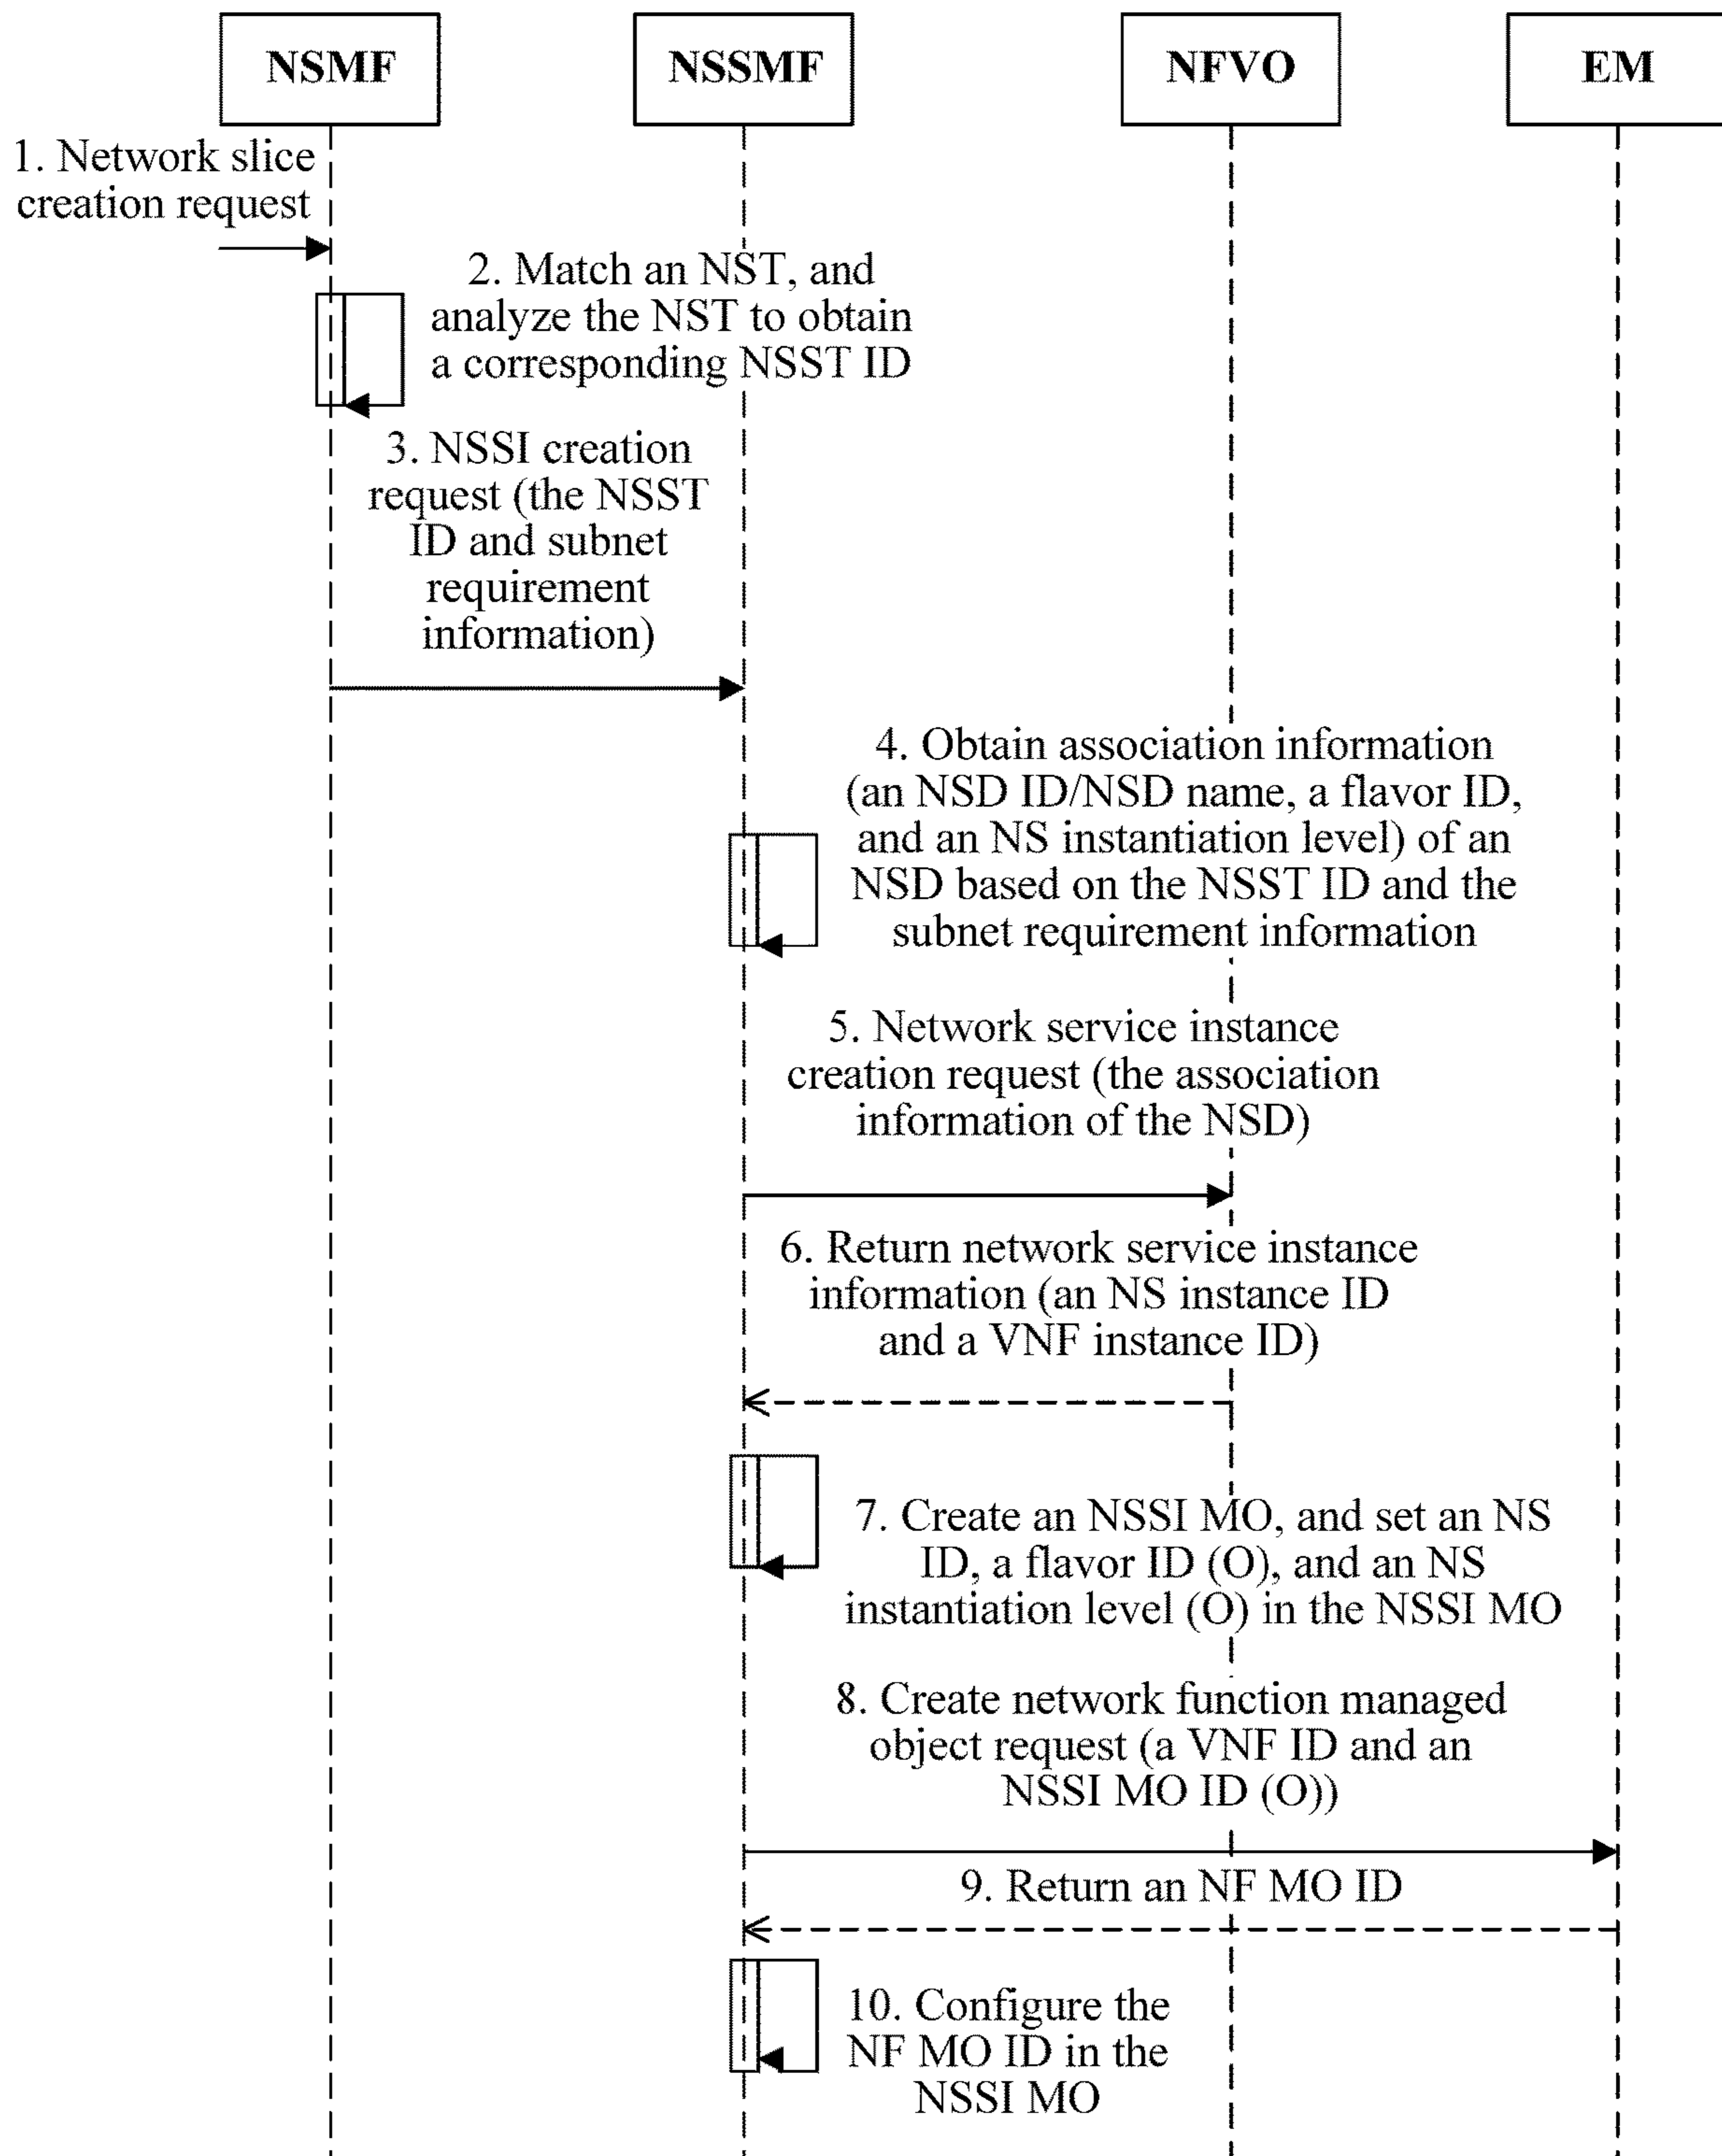 NSMF
NSSMF
NFVO
EM
1. Network slice
creation request
2. Match an NST, and
analyze the NST to obtain
a corresponding NSST ID
3. NSSI creation
request (the NSST
ID and subnet
requirement
information)
4. Obtain association information
(an NSD ID/NSD name, a flavor ID,
and an NS instantiation level) of an
NSD based on the NSST ID and the
subnet requirement information
5. Network service instance
creation request (the association
information of the NSD)
6. Return network service instance
information (an NS instance ID
and a VNF instance ID)
7. Create an NSSI MO, and set an NS
ID, a flavor ID (O), and an NS
instantiation level (O) in the NSSI MO
8. Create network function managed
object request (a VNF ID and an
NSSI MO ID (O))
9. Return an NF MO ID
10. Configure the
NF MO ID in the
NSSI MO